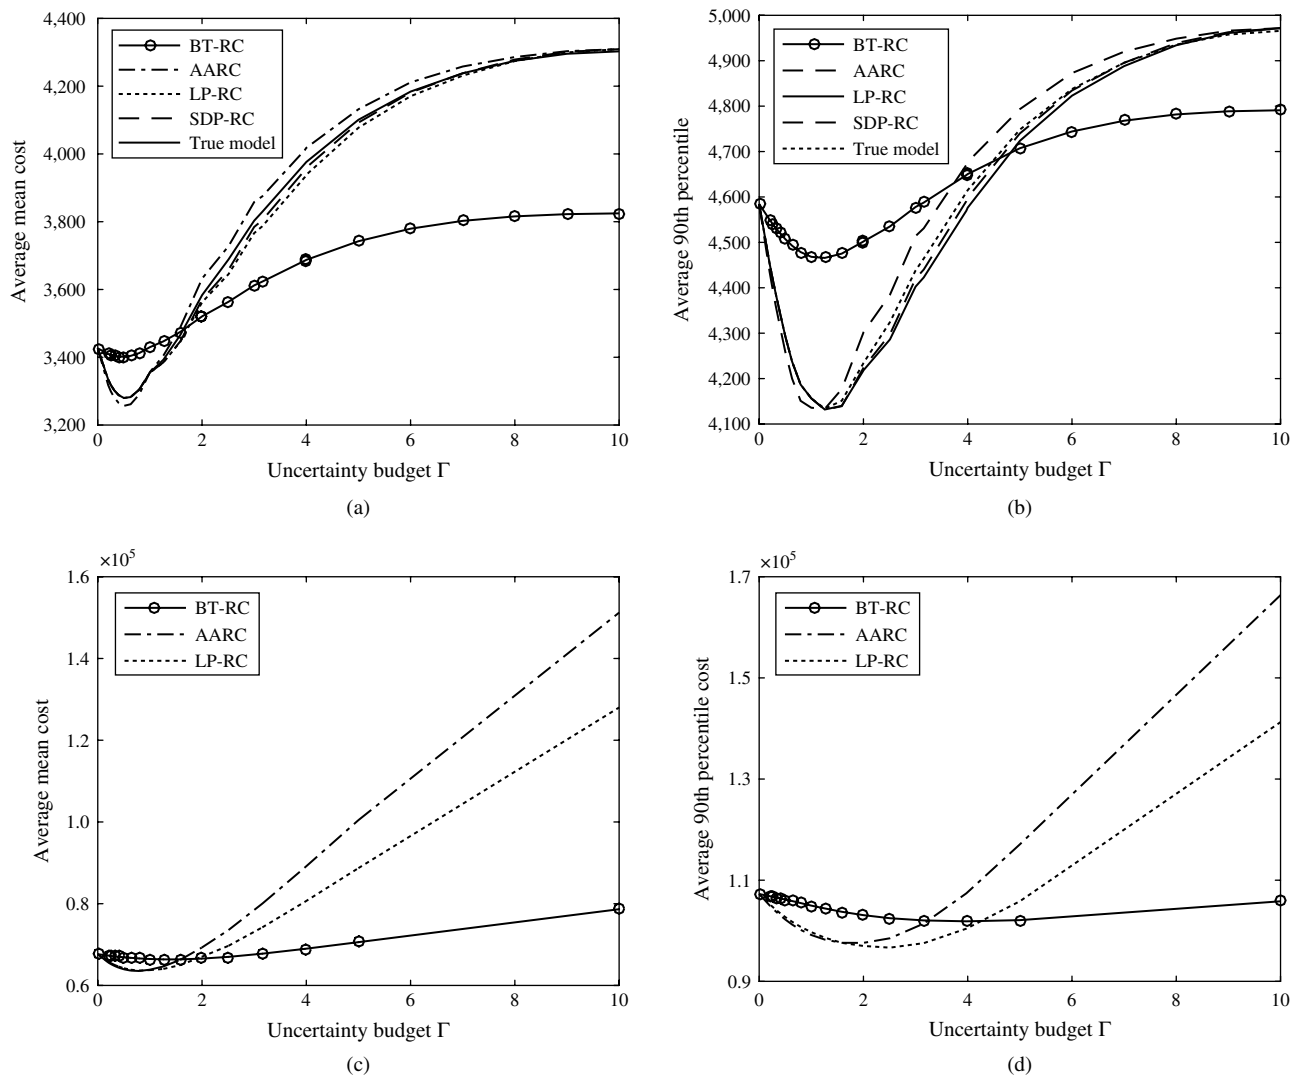 4,400
4,200
4,000
3,800
3,600
3,400
3,200
Average mean cost
BT-RC
AARC
LP-RC
SDP-RC
True model
0 2 4 6 8 10
Uncertainty budget Γ
(a)
5,000
4,900
4,800
4,700
4,600
4,500
4,400
4,300
4,200
4,100
Average 90th percentile
BT-RC
AARC
LP-RC
SDP-RC
True model
0 2 4 6 8 10
Uncertainty budget Γ
(b)
×10⁵
1.6
1.4
1.2
1.0
0.8
0.6
Average mean cost
BT-RC
AARC
LP-RC
0 2 4 6 8 10
Uncertainty budget Γ
(c)
×10⁵
1.7
1.5
1.3
1.1
0.9
Average 90th percentile cost
BT-RC
AARC
LP-RC
0 2 4 6 8 10
Uncertainty budget Γ
(d)